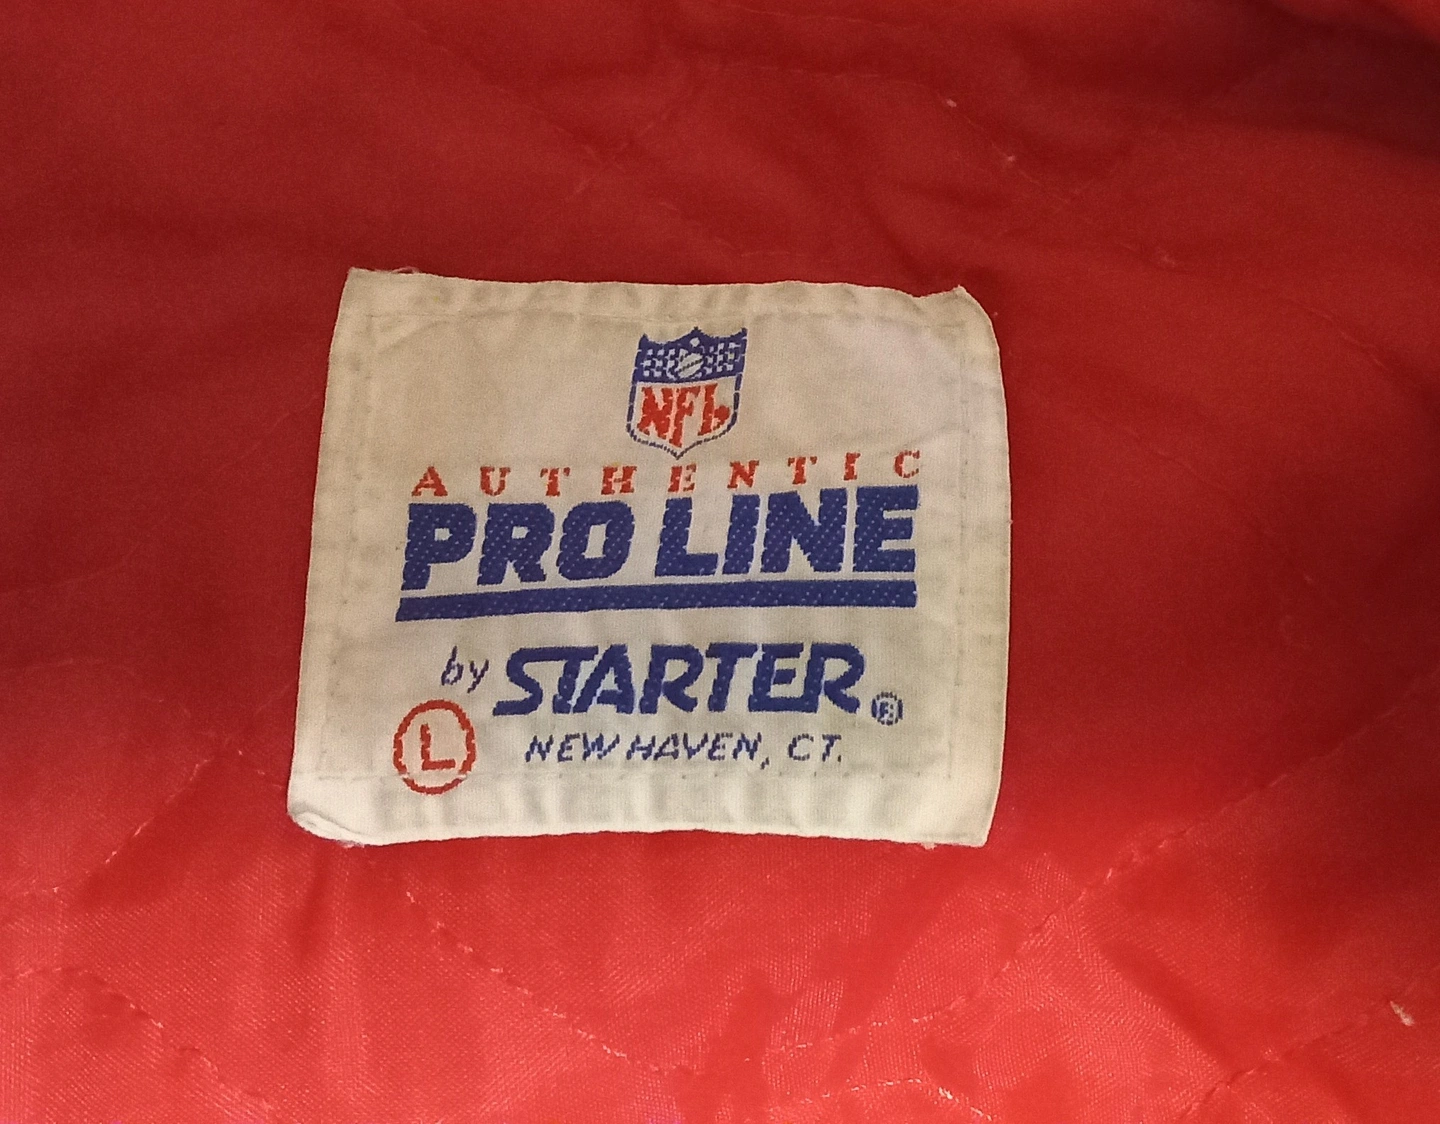 NFL
AUTHENTIC
PRO LINE
by STARTER®
L NEW HAVEN, CT.